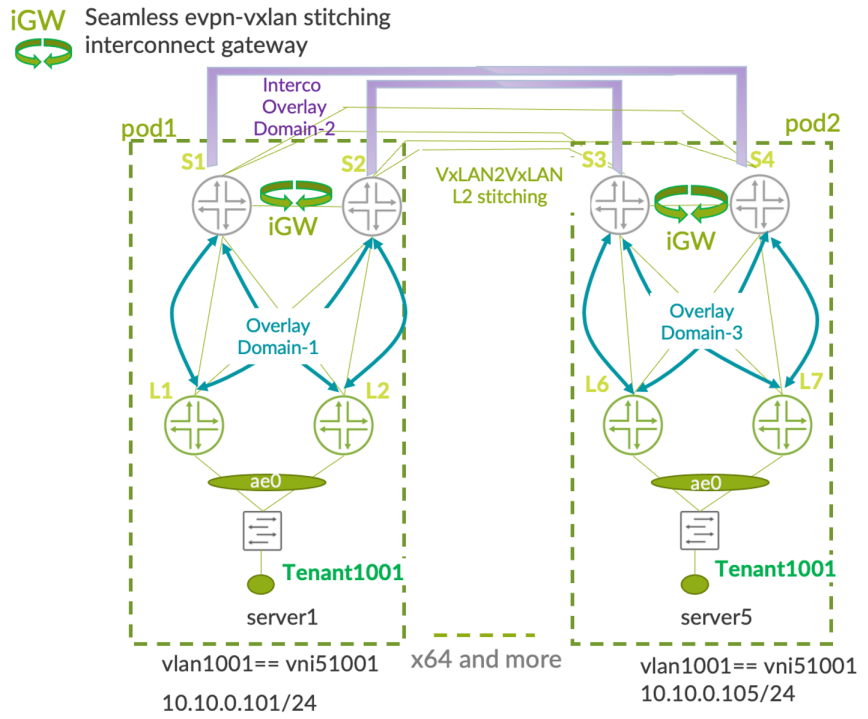 iGW
Seamless evpn-vxlan stitching
interconnect gateway
Interco
Overlay
Domain-2
pod1
pod2
S1
S2
S3
S4
VxLAN2VxLAN
L2 stitching
iGW
iGW
Overlay
Domain-1
Overlay
Domain-3
L1
L2
L6
L7
ae0
ae0
Tenant1001
Tenant1001
server1
server5
x64 and more
vlan1001== vni51001
10.10.0.101/24
vlan1001== vni51001
10.10.0.105/24